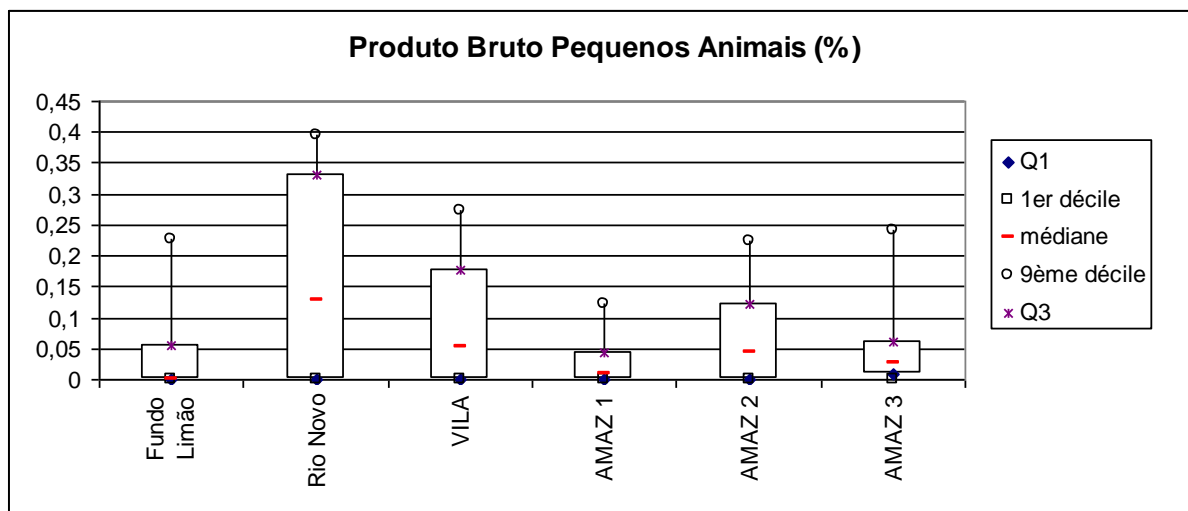 Produto Bruto Pequenos Animais (%)
0,45
0,4
0,35
0,3
0,25
0,2
0,15
0,1
0,05
0
Fundo
Limão
Rio Novo
VILA
AMAZ 1
AMAZ 2
AMAZ 3
Q1
1er décile
médiane
9ème décile
Q3